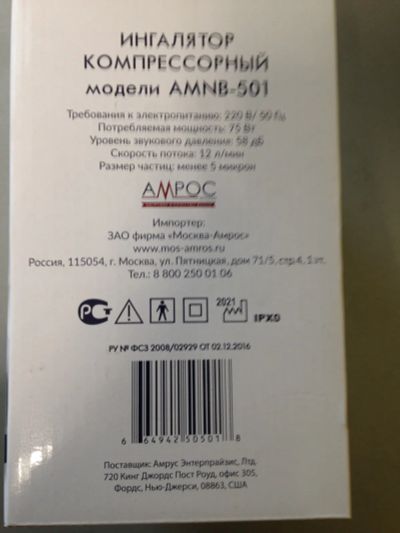 ИНГАЛЯТОР
КОМПРЕССОРНЫЙ
модели AMNB-501
Требования к электропитанию: 220 В/ 50 Гц
Потребляемая мощность: 75 Вт
Уровень звукового давления: 58 дБ
Скорость потока: 12 л/мин
Размер частиц: менее 5 микрон
АМРОС
Импортер:
ЗАО фирма «Москва-Амрос»
www.mos-amros.ru
Россия, 115054, г. Москва, ул. Пятницкая, дом 71/5, стр.4, 1 эт.
Тел.: 8 800 250 01 06
2021
IPX0
РУ № ФСЗ 2008/02929 ОТ 02.12.2016
6 64942 50501 8
Поставщик: Амрус Энтерпрайзис, Лтд.
720 Кинг Джордс Пост Роуд, офис 305,
Фордс, Нью-Джерси, 08863, США